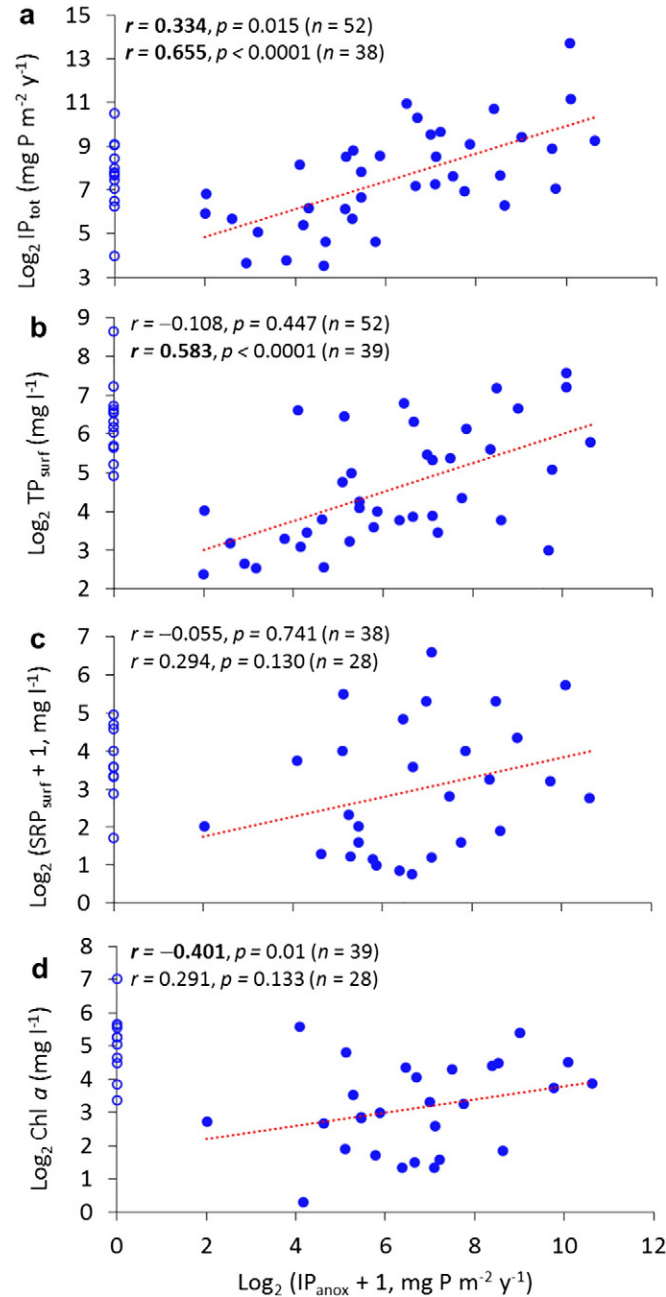 a
r = 0.334, p = 0.015 (n = 52)
r = 0.655, p < 0.0001 (n = 38)
15
13
11
9
7
5
3
Log₂ IPtot (mg P m⁻² y⁻¹)
b
r = −0.108, p = 0.447 (n = 52)
r = 0.583, p < 0.0001 (n = 39)
9
8
7
6
5
4
3
2
Log₂ TPsurf (mg l⁻¹)
c
r = −0.055, p = 0.741 (n = 38)
r = 0.294, p = 0.130 (n = 28)
7
6
5
4
3
2
1
0
Log₂ (SRPsurf + 1, mg l⁻¹)
d
r = −0.401, p = 0.01 (n = 39)
r = 0.291, p = 0.133 (n = 28)
8
7
6
5
4
3
2
1
0
Log₂ Chl a (mg l⁻¹)
0 2 4 6 8 10 12
Log₂ (IPanox + 1, mg P m⁻² y⁻¹)